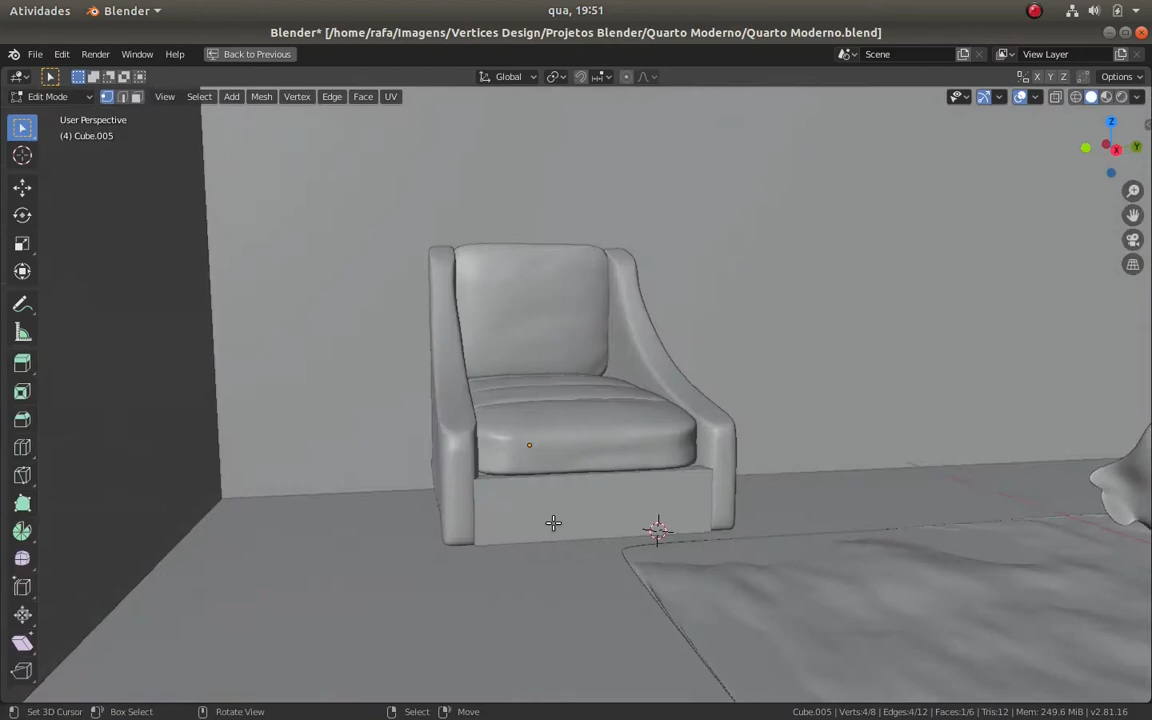 Atividades
Blender
qua, 19:51
Blender* [/home/rafa/Imagens/Vertices Design/Projetos Blender/Quarto Moderno/Quarto Moderno.blend]
File Edit Render Window Help Back to Previous
Scene
View Layer
Global
X Y Z Options
Edit Mode View Select Add Mesh Vertex Edge Face UV
User Perspective
(4) Cube.005
Z
X
Y
Set 3D Cursor Box Select Rotate View Select Move
Cube.005 | Verts:4/8 | Edges:4/12 | Faces:1/6 | Tris:12 | Mem: 249.6 MiB | v2.81.16